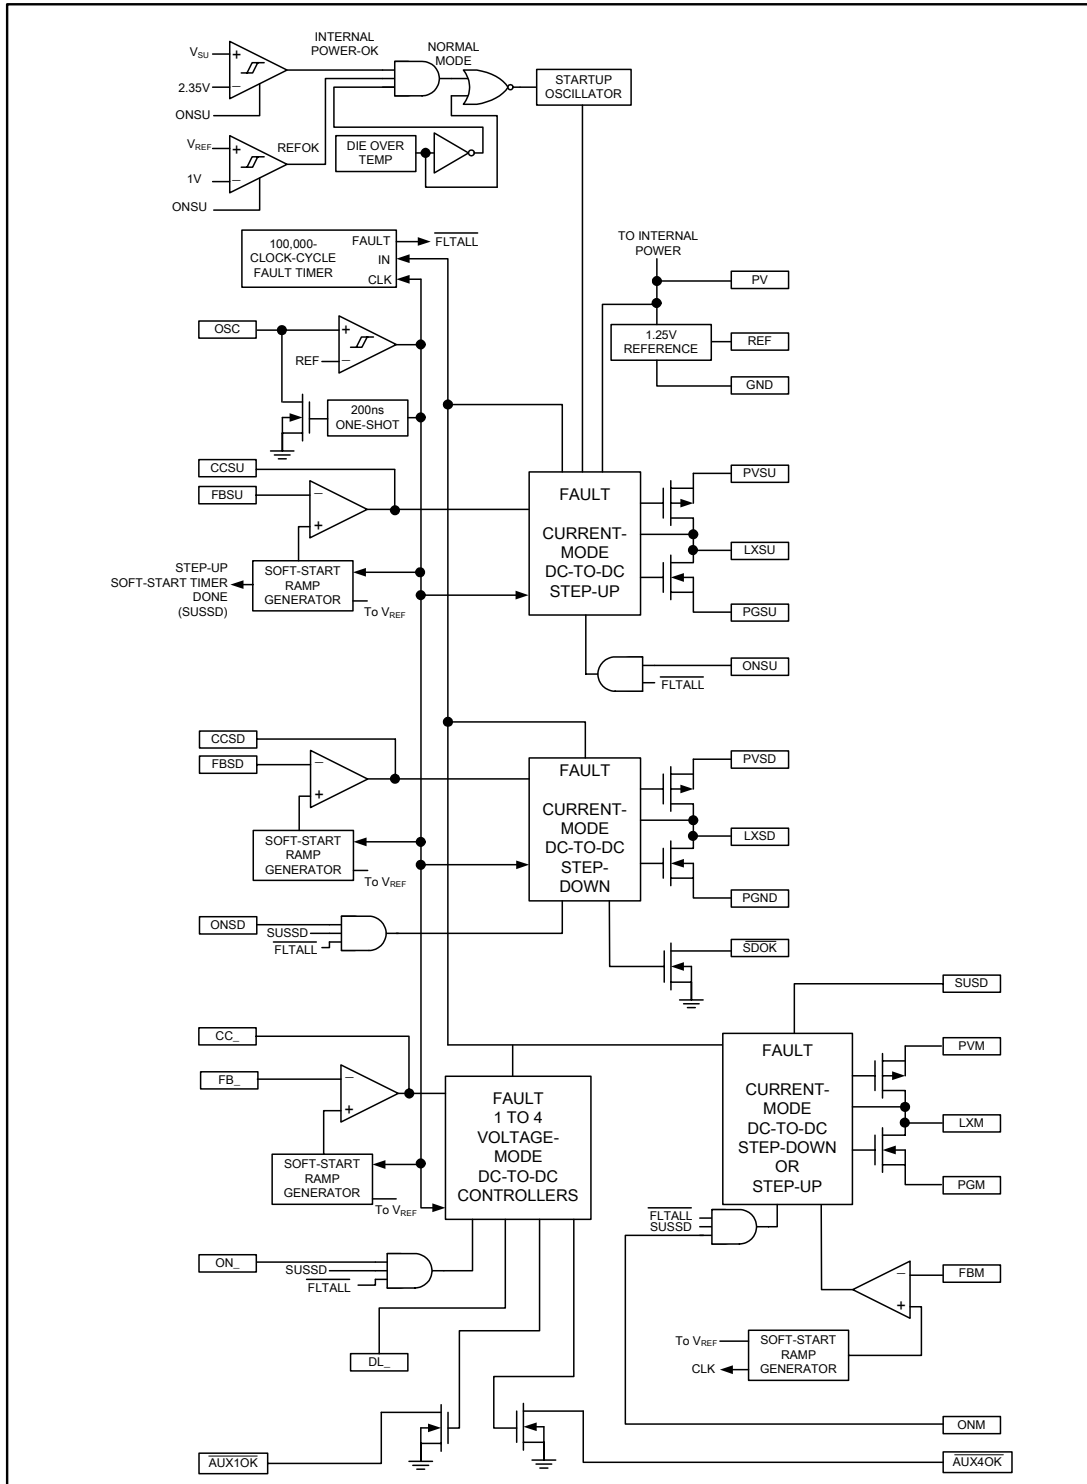 INTERNAL
POWER-OK
NORMAL
MODE
VSU
+
2.35V
−
ONSU
STARTUP
OSCILLATOR
VREF
+
REFOK
1V
−
ONSU
DIE OVER
TEMP
100,000-
CLOCK-CYCLE
FAULT TIMER
FAULT
IN
CLK
FLTALL
TO INTERNAL
POWER
PV
1.25V
REFERENCE
REF
GND
OSC
+
REF
−
200ns
ONE-SHOT
CCSU
FBSU
−
+
STEP-UP
SOFT-START TIMER
DONE
(SUSSD)
SOFT-START
RAMP
GENERATOR
To VREF
FAULT
CURRENT-
MODE
DC-TO-DC
STEP-UP
PVSU
LXSU
PGSU
ONSU
FLTALL
CCSD
FBSD
−
+
SOFT-START
RAMP
GENERATOR
To VREF
FAULT
CURRENT-
MODE
DC-TO-DC
STEP-
DOWN
PVSD
LXSD
PGND
ONSD
SUSSD
FLTALL
SDOK
SUSD
CC_
FB_
−
+
SOFT-START
RAMP
GENERATOR
To VREF
FAULT
1 TO 4
VOLTAGE-
MODE
DC-TO-DC
CONTROLLERS
FAULT
CURRENT-
MODE
DC-TO-DC
STEP-DOWN
OR
STEP-UP
PVM
LXM
PGM
FLTALL
SUSSD
ON_
SUSSD
FLTALL
−
+
FBM
To VREF
CLK
SOFT-START
RAMP
GENERATOR
DL_
ONM
AUX1OK
AUX4OK